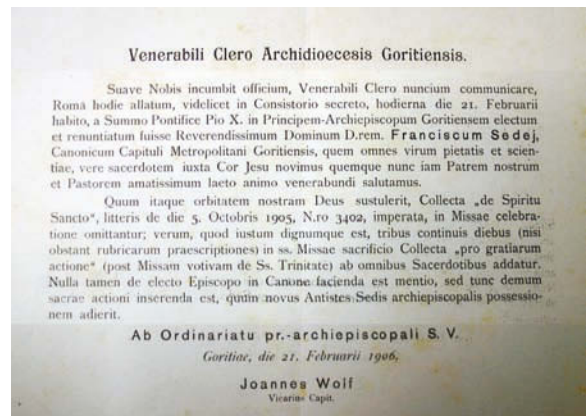 Venerabili Clero Archidioecesis Goritiensis.
Suave Nobis incumbit officium, Venerabili Clero nuncium communicare,
Roma hodie allatum, videlicet in Consistorio secreto, hodierna die 21. Februarii
habito, a Summo Pontifice Pio X. in Principem-Archiepiscopum Goritiensem electum
et renuntiatum fuisse Reverendissimum Dominum D.rem. Franciscum Sedej,
Canonicum Capituli Metropolitani Goritiensis, quem omnes virum pietatis et scien-
tiae, vere sacerdotem iuxta Cor Jesu novimus quemque nunc iam Patrem nostrum
et Pastorem amatissimum laeto animo venerabundi salutamus.
Quum itaque orbitatem nostram Deus sustulerit, Collecta „de Spiritu
Sancto“, litteris de die 5. Octobris 1905, N.ro 3402, imperata, in Missae celebra-
tione omittantur; verum, quod iustum dignumque est, tribus continuis diebus (nisi
obstant rubricarum praescriptiones) in ss. Missae sacrificio Collecta „pro gratiarum
actione“ (post Missam votivam de Ss. Trinitate) ab omnibus Sacerdotibus addatur.
Nulla tamen de electo Episcopo in Canone facienda est mentio, sed tunc demum
sacrae actioni inserenda est, quum novus Antistes Sedis archiepiscopalis possessio-
nem adierit.
Ab Ordinariatu pr.-archiepiscopali S. V.
Goritiae, die 21. Februarii 1906.
Joannes Wolf
Vicarius Capit.